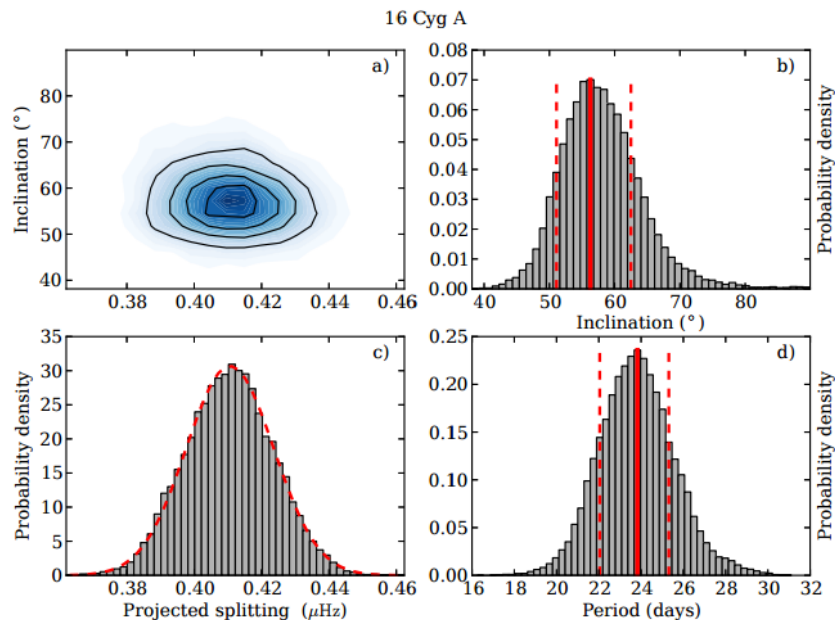 16 Cyg A
a)
Inclination (°)
90
80
70
60
50
40
0.38 0.40 0.42 0.44 0.46
b)
Probability density
0.08
0.07
0.06
0.05
0.04
0.03
0.02
0.01
0.00
40 50 60 70 80
Inclination (°)
c)
Probability density
35
30
25
20
15
10
5
0
0.38 0.40 0.42 0.44 0.46
Projected splitting (μHz)
d)
Probability density
0.25
0.20
0.15
0.10
0.05
0.00
16 18 20 22 24 26 28 30 32
Period (days)